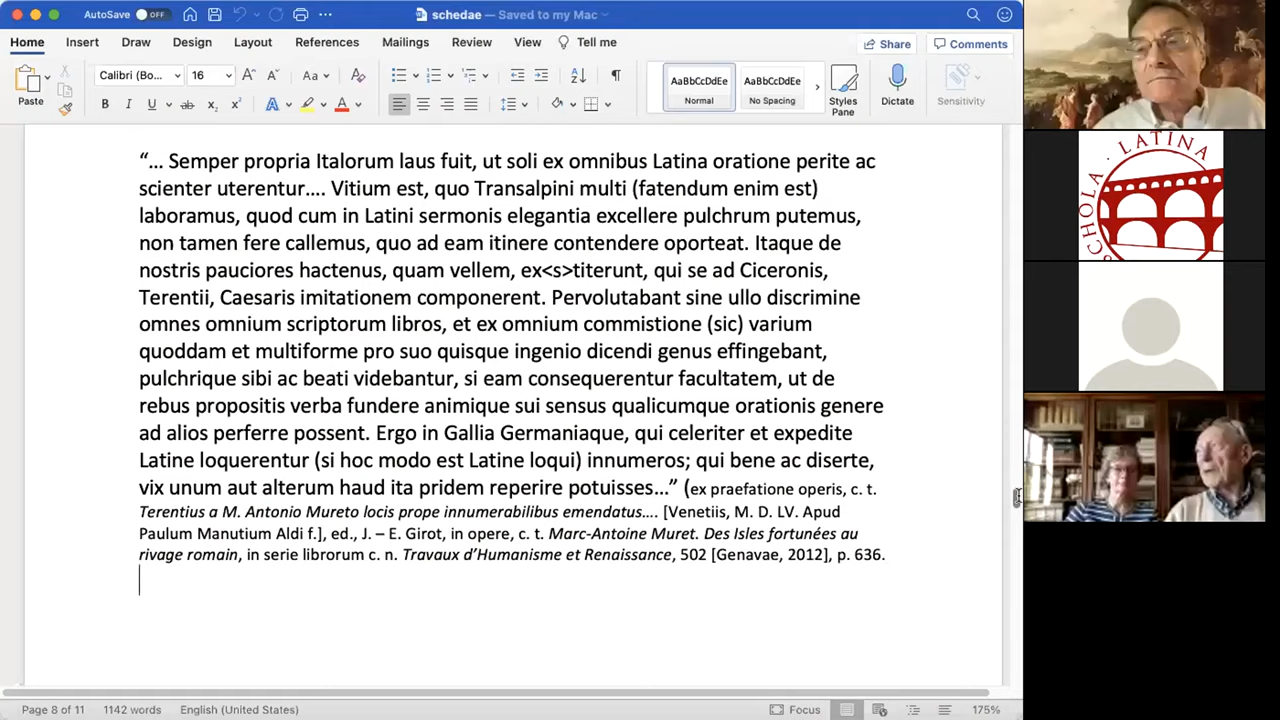 AutoSave OFF
schedae — Saved to my Mac
Home Insert Draw Design Layout References Mailings Review View Tell me
Share Comments
Paste
Calibri (Bo... 16
AaBbCcDdEe AaBbCcDdEe
Normal No Spacing
Styles Pane
Dictate
Sensitivity
“… Semper propria Italorum laus fuit, ut soli ex omnibus Latina oratione perite ac
scienter uterentur…. Vitium est, quo Transalpini multi (fatendum enim est)
laboramus, quod cum in Latini sermonis elegantia excellere pulchrum putemus,
non tamen fere callemus, quo ad eam itinere contendere oporteat. Itaque de
nostris pauciores hactenus, quam vellem, ex<s>titerunt, qui se ad Ciceronis,
Terentii, Caesaris imitationem componerent. Pervolutabant sine ullo discrimine
omnes omnium scriptorum libros, et ex omnium commistione (sic) varium
quoddam et multiforme pro suo quisque ingenio dicendi genus effingebant,
pulchrique sibi ac beati videbantur, si eam consequerentur facultatem, ut de
rebus propositis verba fundere animique sui sensus qualicumque orationis genere
ad alios perferre possent. Ergo in Gallia Germaniaque, qui celeriter et expedite
Latine loquerentur (si hoc modo est Latine loqui) innumeros; qui bene ac diserte,
vix unum aut alterum haud ita pridem reperire potuisses…” (ex praefatione operis, c. t.
Terentius a M. Antonio Mureto locis prope innumerabilibus emendatus…. [Venetiis, M. D. LV. Apud
Paulum Manutium Aldi f.], ed., J. – E. Girot, in opere, c. t. Marc-Antoine Muret. Des Isles fortunées au
rivage romain, in serie librorum c. n. Travaux d’Humanisme et Renaissance, 502 [Genavae, 2012], p. 636.
SCHOLA · LATINA
Page 8 of 11 1142 words English (United States)
Focus 175%